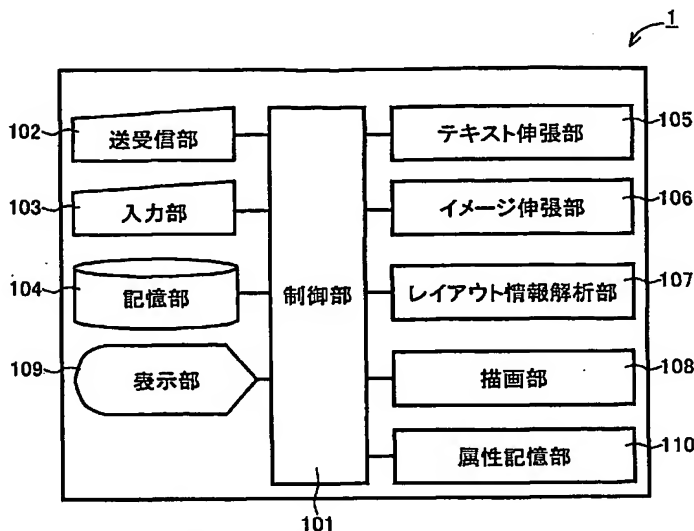 1
102
送受信部
テキスト伸張部
105
103
入力部
イメージ伸張部
106
104
記憶部
制御部
レイアウト情報解析部
107
109
表示部
描画部
108
属性記憶部
110
101